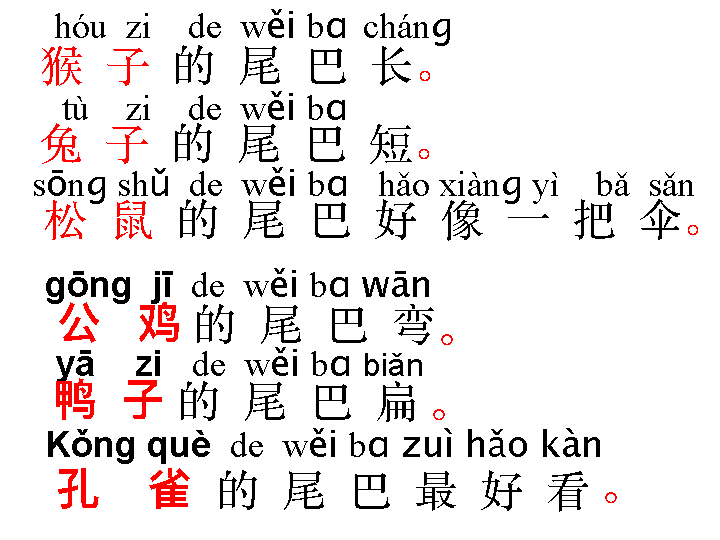 hóu zi de wěi bɑ chánɡ
猴子的尾巴长。
tù zi de wěi bɑ
兔子的尾巴短。
sōnɡ shǔ de wěi bɑ hǎo xiànɡ yì bǎ sǎn
松鼠的尾巴好像一把伞。
gōng jī de wěi bɑ wān
公鸡的尾巴弯。
yā zi de wěi bɑ biǎn
鸭子的尾巴扁。
Kǒng què de wěi bɑ zuì hǎo kàn
孔雀的尾巴最好看。